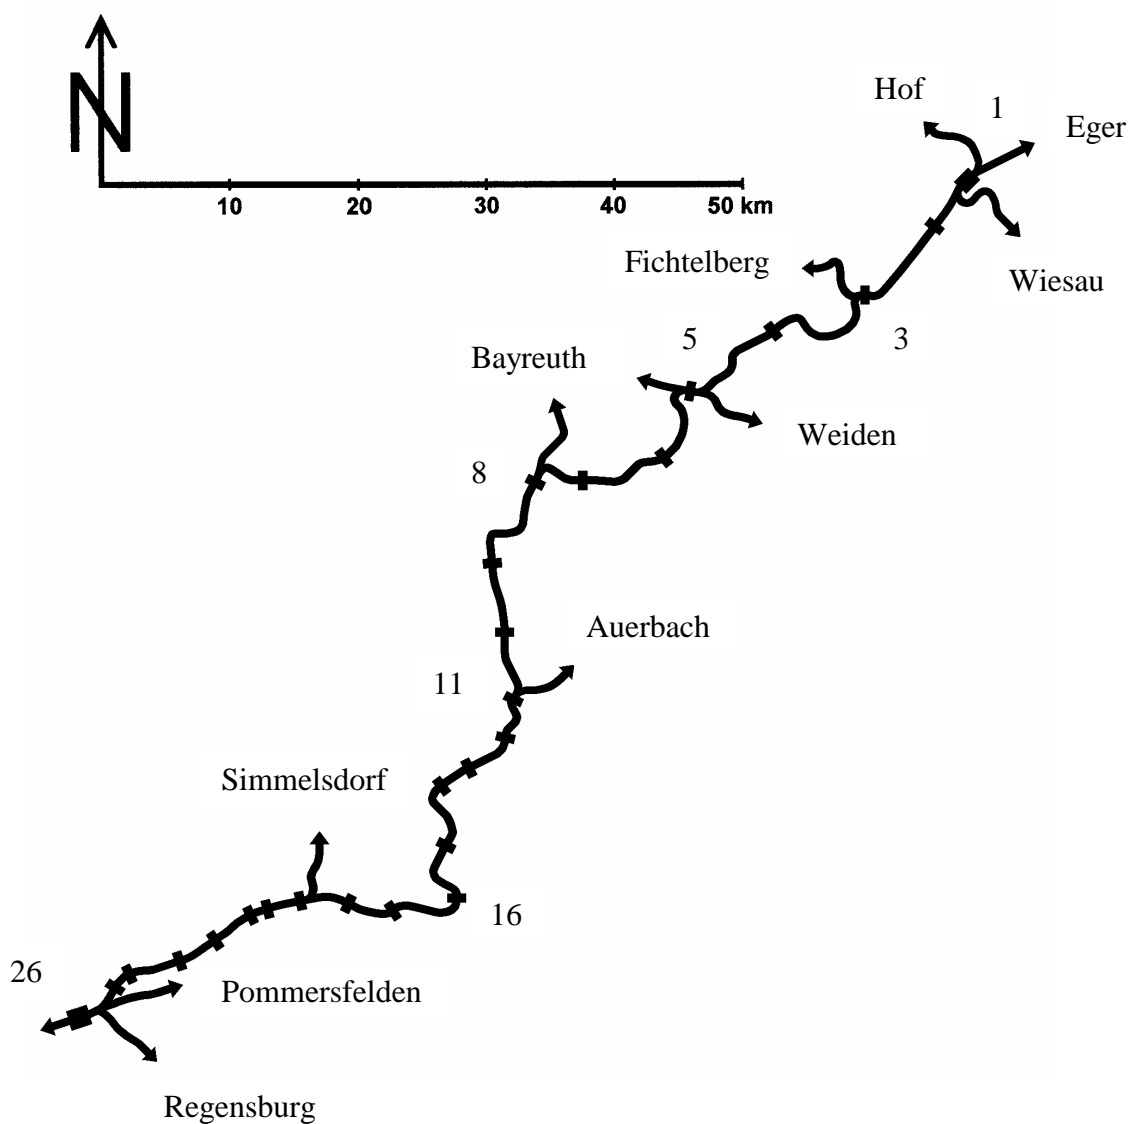 Hof
1
Eger
N
10 20 30 40 50 km
Fichtelberg
Wiesau
5
3
Bayreuth
Weiden
8
Auerbach
11
Simmelsdorf
16
26
Pommersfelden
Regensburg